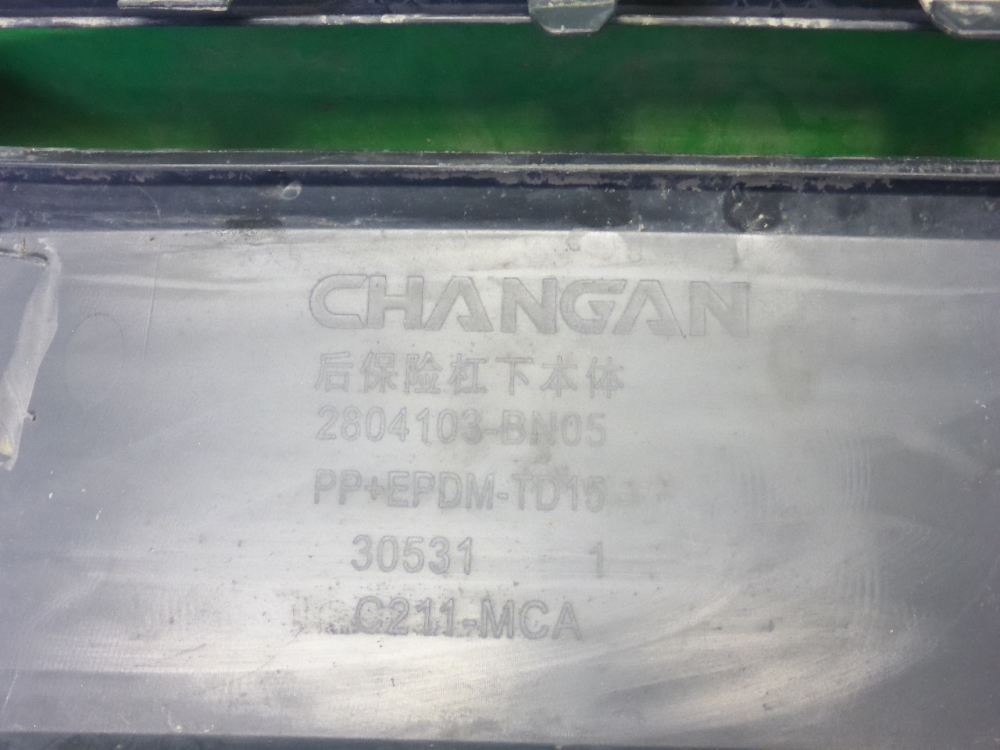 CHANGAN
后保险杠下本体
2804103-BN05
PP+EPDM-TD15
30531 1
C211-MCA